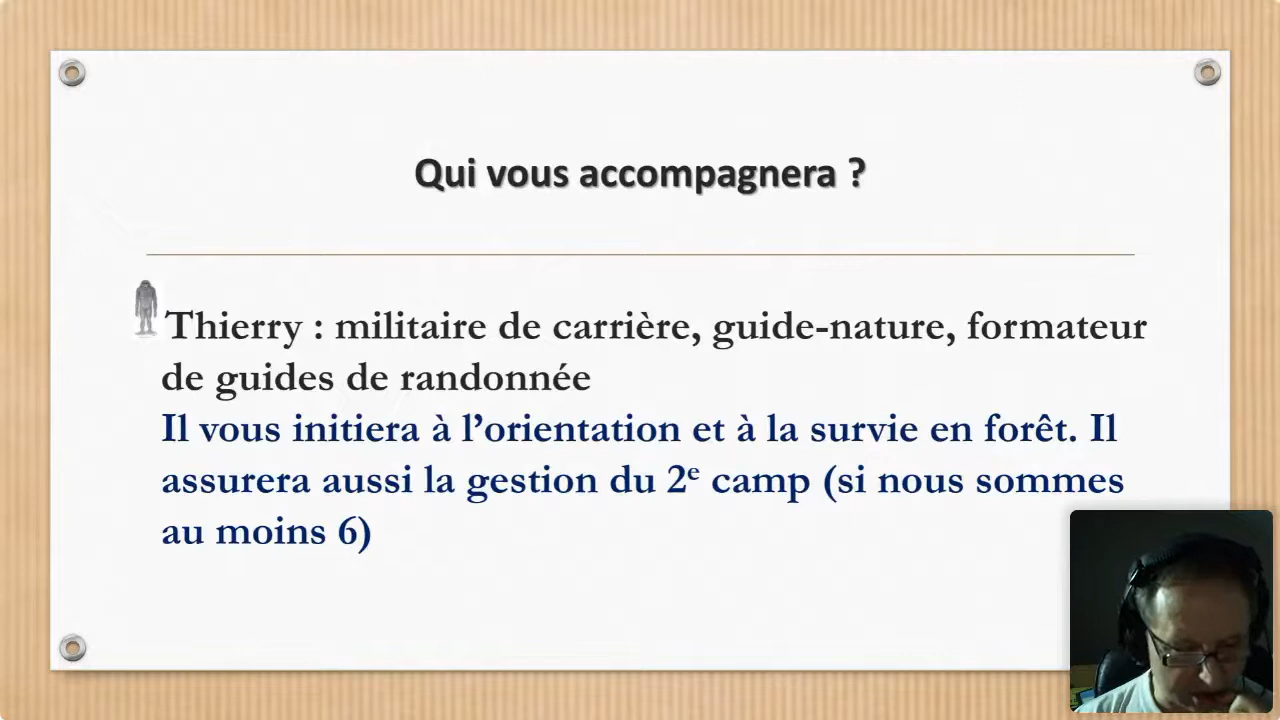 Qui vous accompagnera ?
Thierry : militaire de carrière, guide-nature, formateur
de guides de randonnée
Il vous initiera à l’orientation et à la survie en forêt. Il
assurera aussi la gestion du 2e camp (si nous sommes
au moins 6)